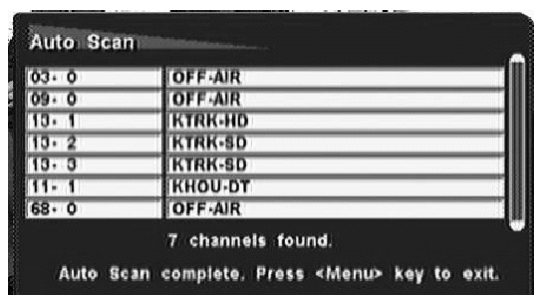 Auto Scan
03- 0 OFF-AIR
09- 0 OFF-AIR
13- 1 KTRK-HD
13- 2 KTRK-SD
13- 3 KTRK-SD
11- 1 KHOU-DT
68- 0 OFF-AIR
7 channels found.
Auto Scan complete. Press <Menu> key to exit.